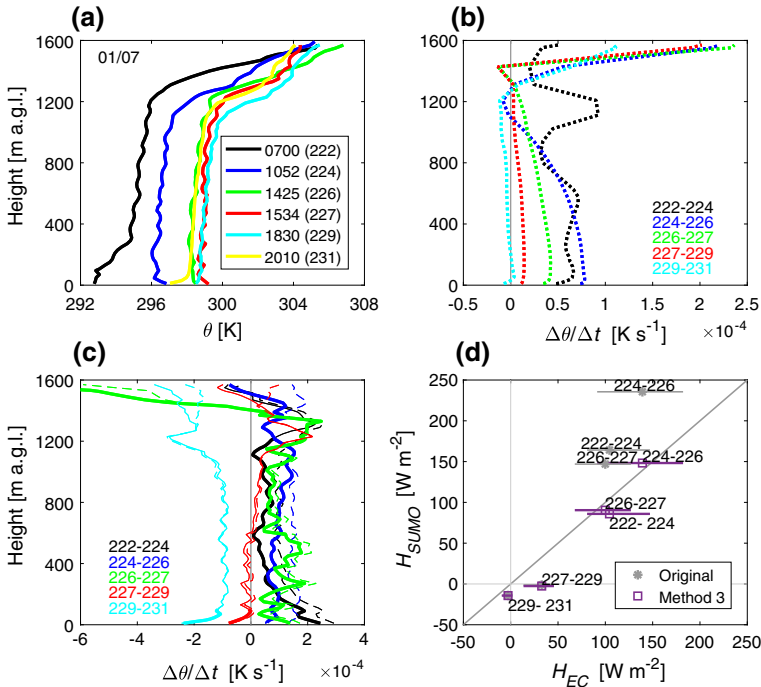 (a)
1600
1200
800
400
0
Height [m a.g.l.]
01/07
0700 (222)
1052 (224)
1425 (226)
1534 (227)
1830 (229)
2010 (231)
292 296 300 304 308
θ [K]
(b)
1600
1200
800
400
0
222-224
224-226
226-227
227-229
229-231
-0.5 0 0.5 1 1.5 2 2.5
Δθ/Δt [K s⁻¹] ×10⁻⁴
(c)
1600
1200
800
400
0
Height [m a.g.l.]
222-224
224-226
226-227
227-229
229-231
-6 -4 -2 0 2 4
Δθ/Δt [K s⁻¹] ×10⁻⁴
(d)
250
200
150
100
50
0
-50
H_SUMO [W m⁻²]
224-226
222-224
226-227 224-226
226-227
222- 224
227-229
229- 231
Original
Method 3
-50 0 50 100 150 200 250
H_EC [W m⁻²]